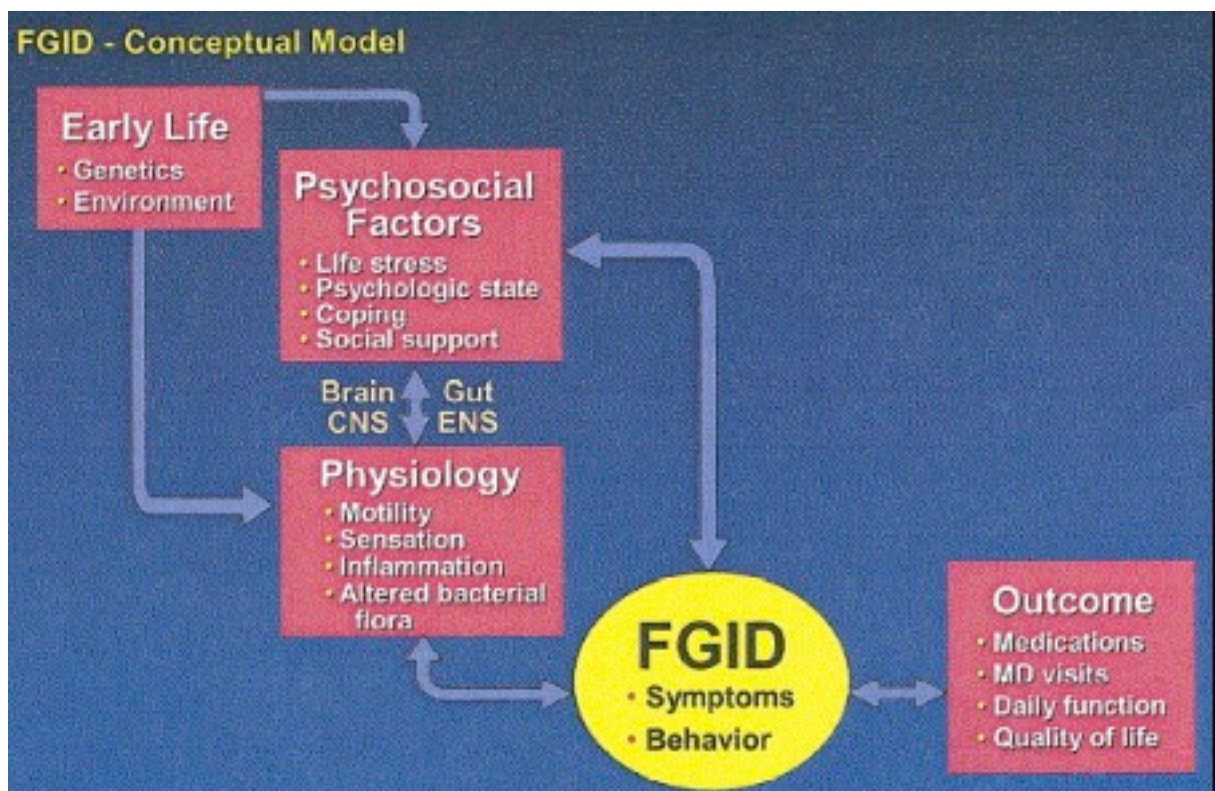 FGID - Conceptual Model
Early Life
• Genetics
• Environment
Psychosocial
Factors
• Life stress
• Psychologic state
• Coping
• Social support
Brain Gut
CNS ENS
Physiology
• Motility
• Sensation
• Inflammation
• Altered bacterial
flora
FGID
• Symptoms
• Behavior
Outcome
• Medications
• MD visits
• Daily function
• Quality of life